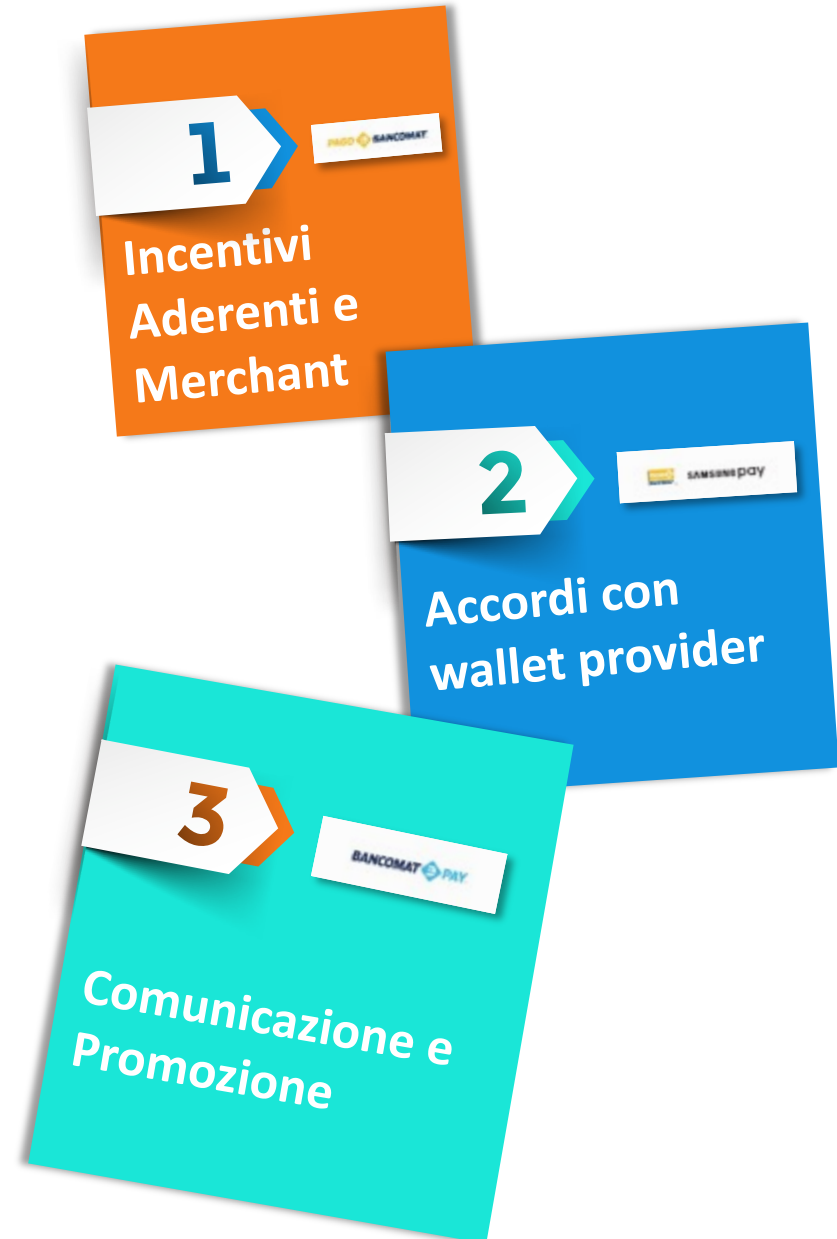 1
PAGO BANCOMAT
Incentivi
Aderenti e
Merchant
2
SAMSUNG pay
Accordi con
wallet provider
3
BANCOMAT PAY
Comunicazione e
Promozione